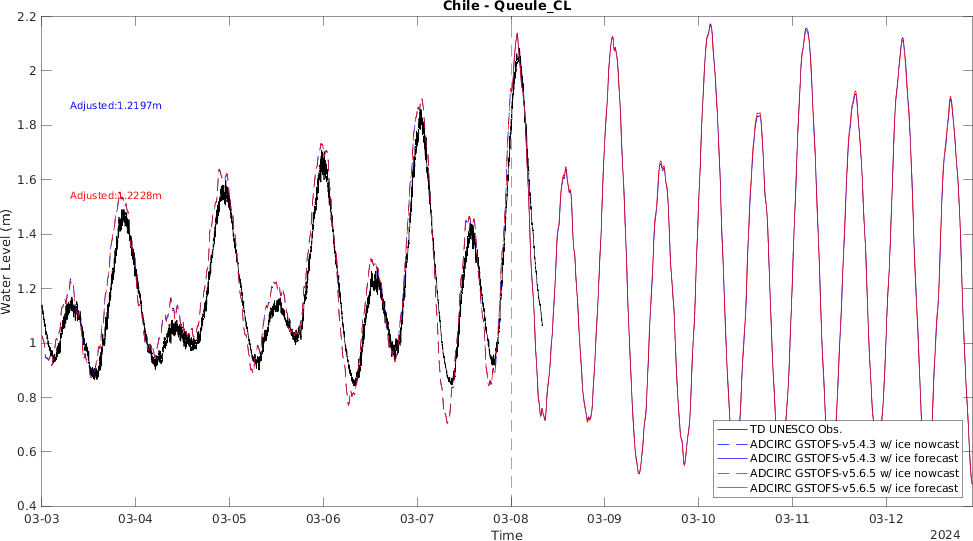 Chile - Queule_CL
2.2
2
1.8
1.6
1.4
1.2
1
0.8
0.6
0.4
Water Level (m)
Adjusted:1.2197m
Adjusted:1.2228m
TD UNESCO Obs.
ADCIRC GSTOFS-v5.4.3 w/ ice nowcast
ADCIRC GSTOFS-v5.4.3 w/ ice forecast
ADCIRC GSTOFS-v5.6.5 w/ ice nowcast
ADCIRC GSTOFS-v5.6.5 w/ ice forecast
03-03 03-04 03-05 03-06 03-07 03-08 03-09 03-10 03-11 03-12
Time
2024